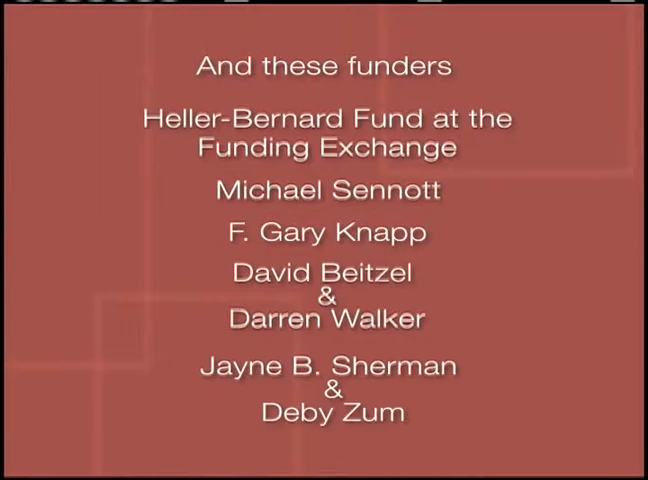 And these funders
Heller-Bernard Fund at the
Funding Exchange
Michael Sennott
F. Gary Knapp
David Beitzel
&
Darren Walker
Jayne B. Sherman
&
Deby Zum